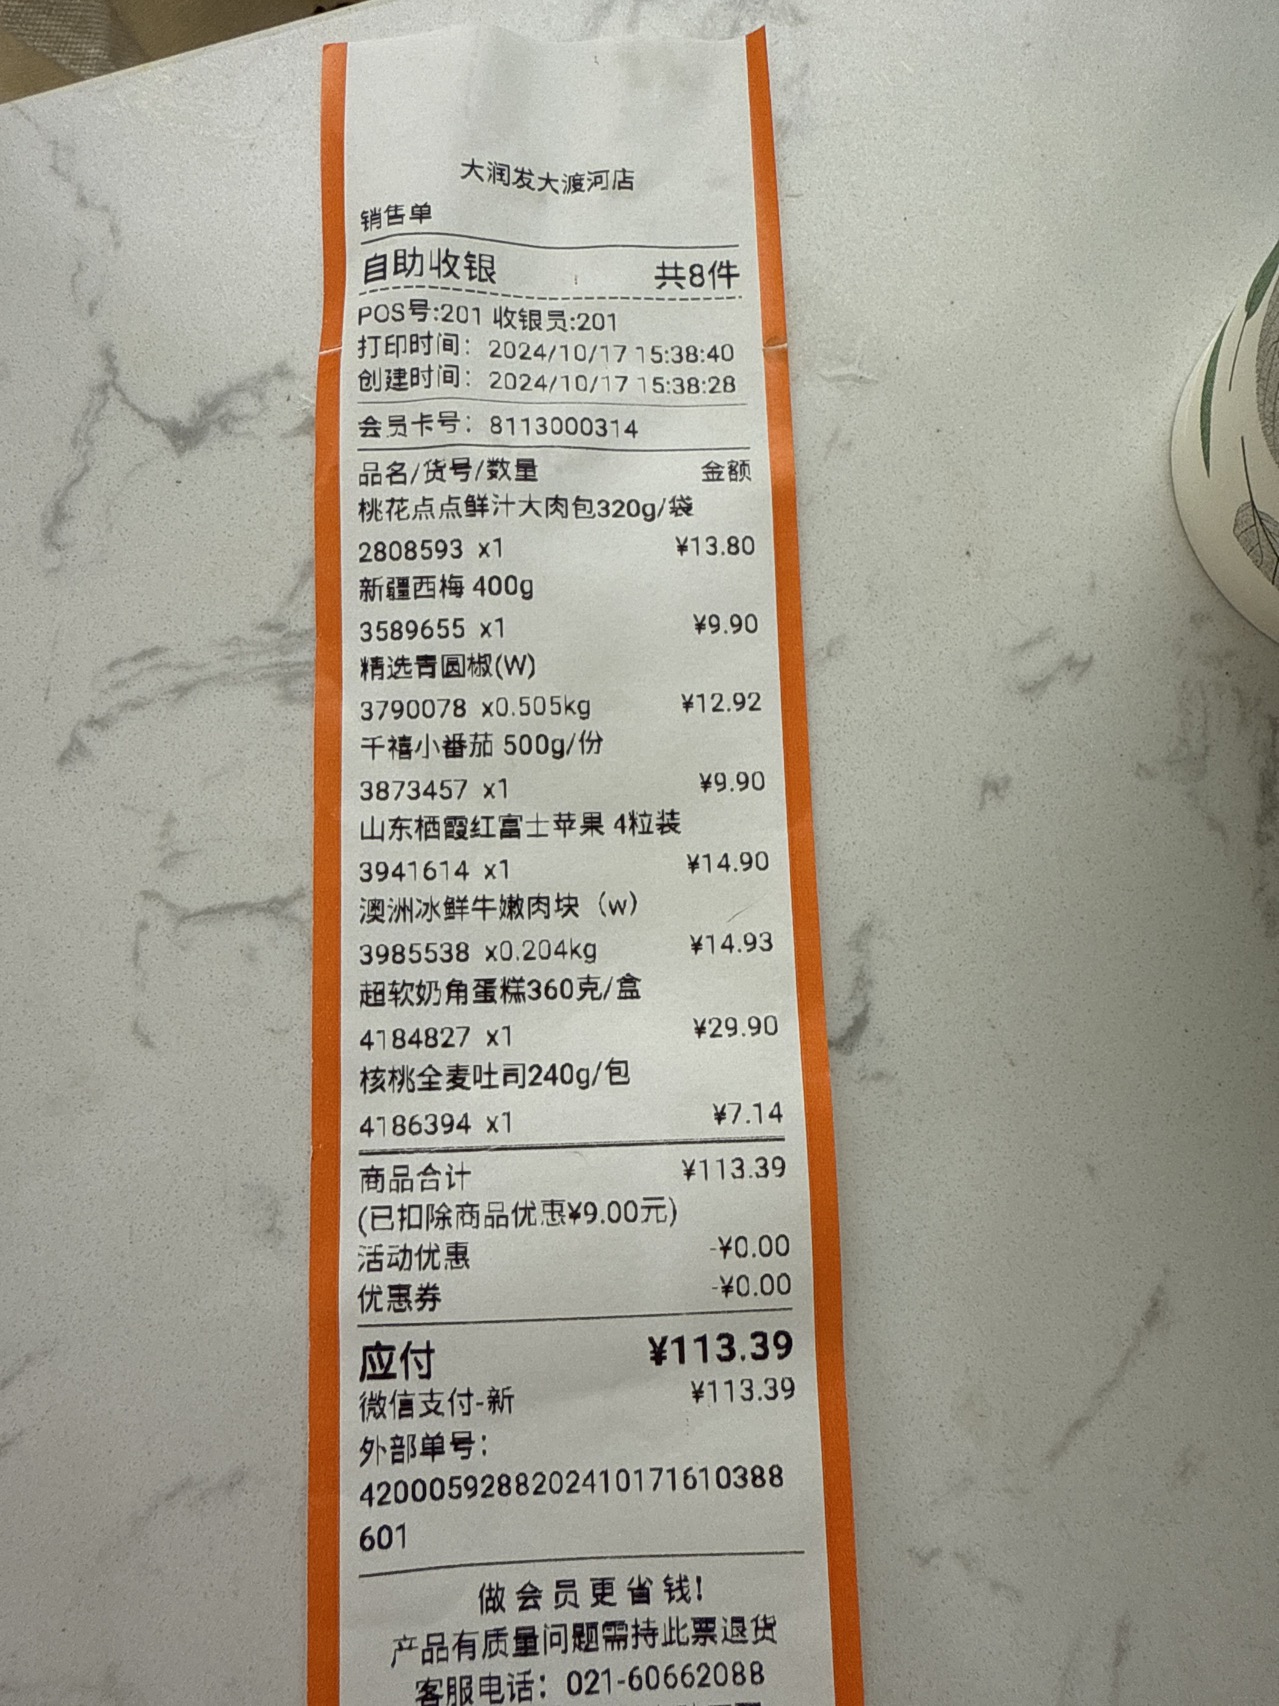 大润发大渡河店
销售单
自助收银 共8件
POS号:201 收银员:201
打印时间: 2024/10/17 15:38:40
创建时间: 2024/10/17 15:38:28
会员卡号: 8113000314
品名/货号/数量 金额
桃花点点鲜汁大肉包320g/袋
2808593 x1 ¥13.80
新疆西梅 400g
3589655 x1 ¥9.90
精选青圆椒(W)
3790078 x0.505kg ¥12.92
千禧小番茄 500g/份
3873457 x1 ¥9.90
山东栖霞红富士苹果 4粒装
3941614 x1 ¥14.90
澳洲冰鲜牛嫩肉块（w）
3985538 x0.204kg ¥14.93
超软奶角蛋糕360克/盒
4184827 x1 ¥29.90
核桃全麦吐司240g/包
4186394 x1 ¥7.14
商品合计 ¥113.39
(已扣除商品优惠¥9.00元)
活动优惠 -¥0.00
优惠券 -¥0.00
应付 ¥113.39
微信支付-新 ¥113.39
外部单号:
4200059288202410171610388
601
做会员更省钱!
产品有质量问题需持此票退货
客服电话: 021-60662088